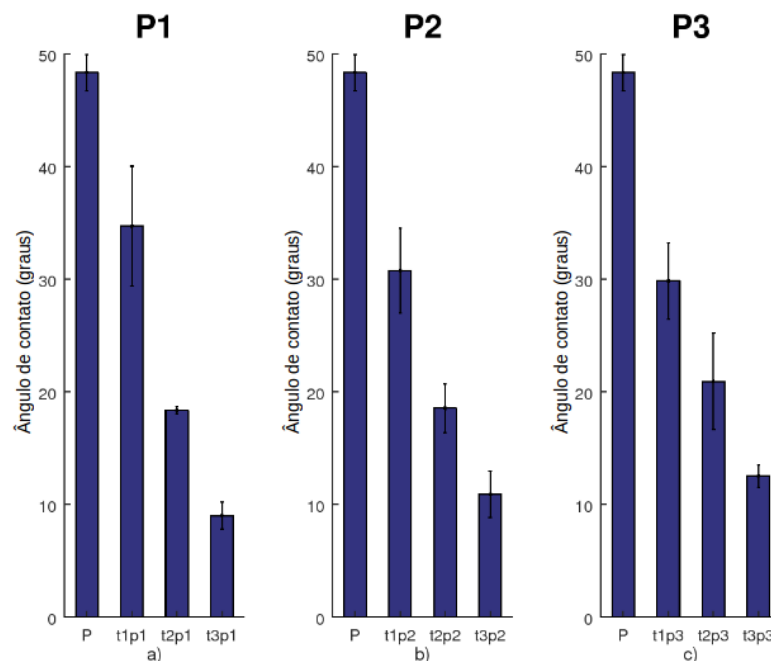 P1
50
40
30
20
10
0
Ângulo de contato (graus)
P t1p1 t2p1 t3p1
a)
P2
50
40
30
20
10
0
Ângulo de contato (graus)
P t1p2 t2p2 t3p2
b)
P3
50
40
30
20
10
0
Ângulo de contato (graus)
P t1p3 t2p3 t3p3
c)